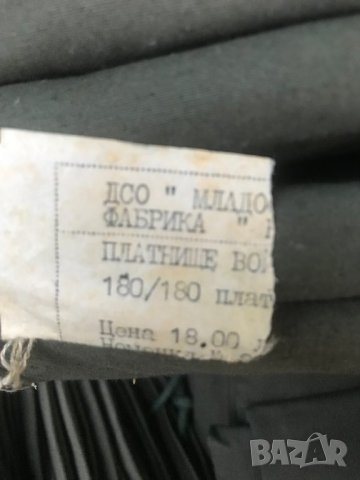 ДСО " МЛАДО
ФАБРИКА "
ПЛАТНИЩЕ ВО
180/180 плат
Цена 18.00 л
BAZAR